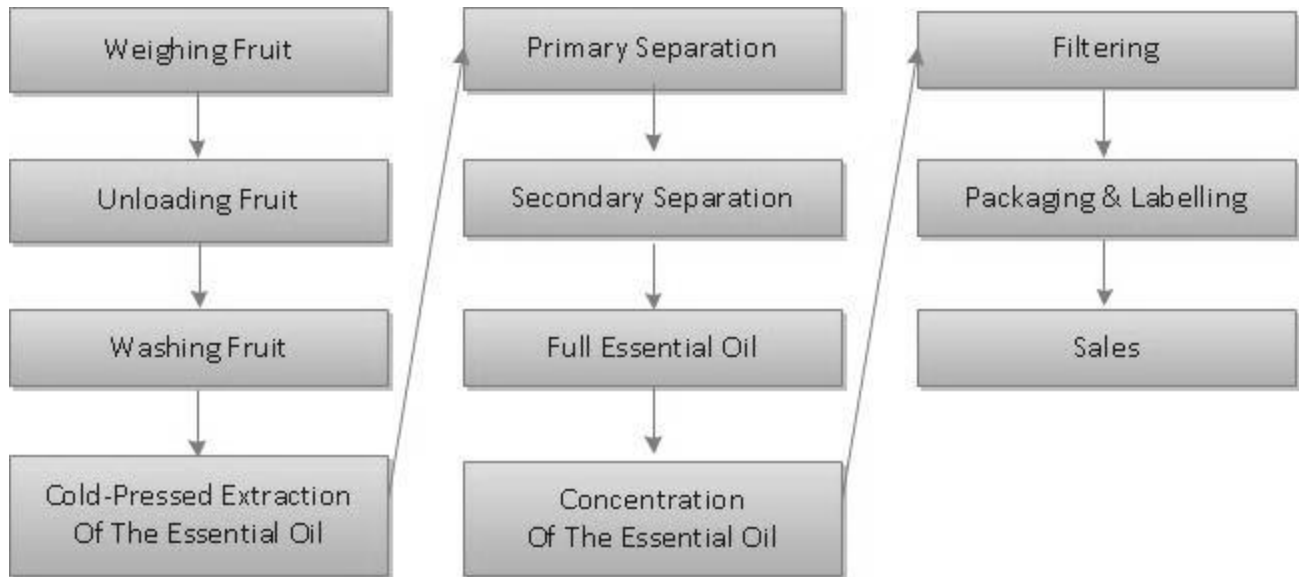 Weighing Fruit
Unloading Fruit
Washing Fruit
Cold-Pressed Extraction
Of The Essential Oil
Primary Separation
Secondary Separation
Full Essential Oil
Concentration
Of The Essential Oil
Filtering
Packaging & Labelling
Sales